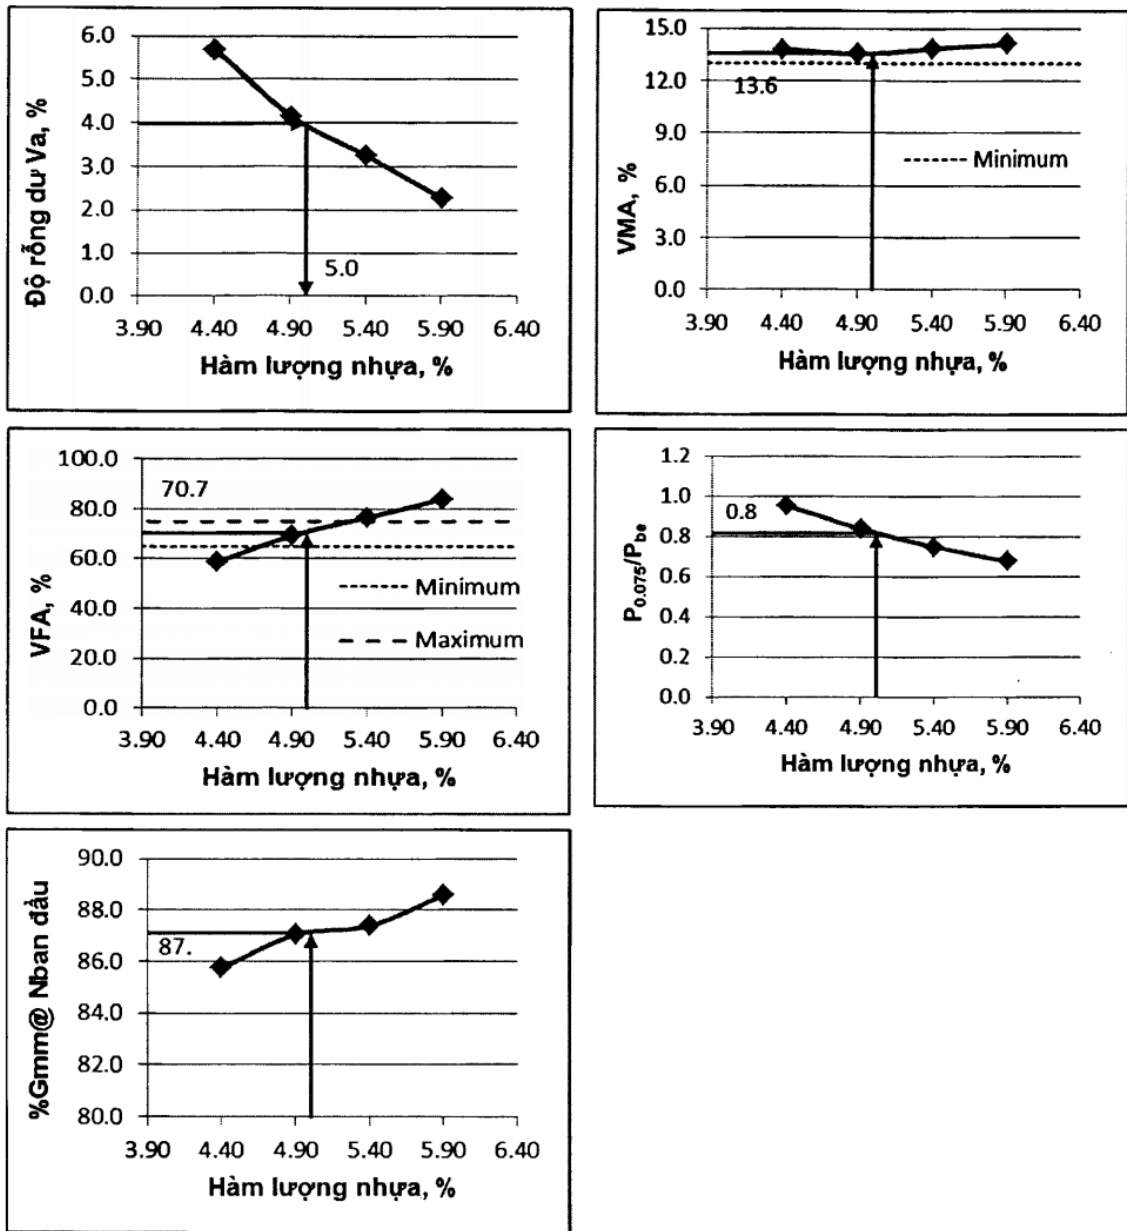 6.0
5.0
4.0
3.0
2.0
1.0
0.0
Độ rỗng dư Va, %
5.0
3.90 4.40 4.90 5.40 5.90 6.40
Hàm lượng nhựa, %
15.0
13.0
9.0
6.0
3.0
0.0
VMA, %
13.6
Minimum
3.90 4.40 4.90 5.40 5.90 6.40
Hàm lượng nhựa, %
100.0
80.0
60.0
40.0
20.0
0.0
VFA, %
70.7
Minimum
Maximum
3.90 4.40 4.90 5.40 5.90 6.40
Hàm lượng nhựa, %
1.2
1.0
0.8
0.6
0.4
0.2
0.0
P0.075/Pbe
0.8
3.90 4.40 4.90 5.40 5.90 6.40
Hàm lượng nhựa, %
90.0
88.0
86.0
84.0
82.0
80.0
%Gmm@ Nban đầu
87.
3.90 4.40 4.90 5.40 5.90 6.40
Hàm lượng nhựa, %